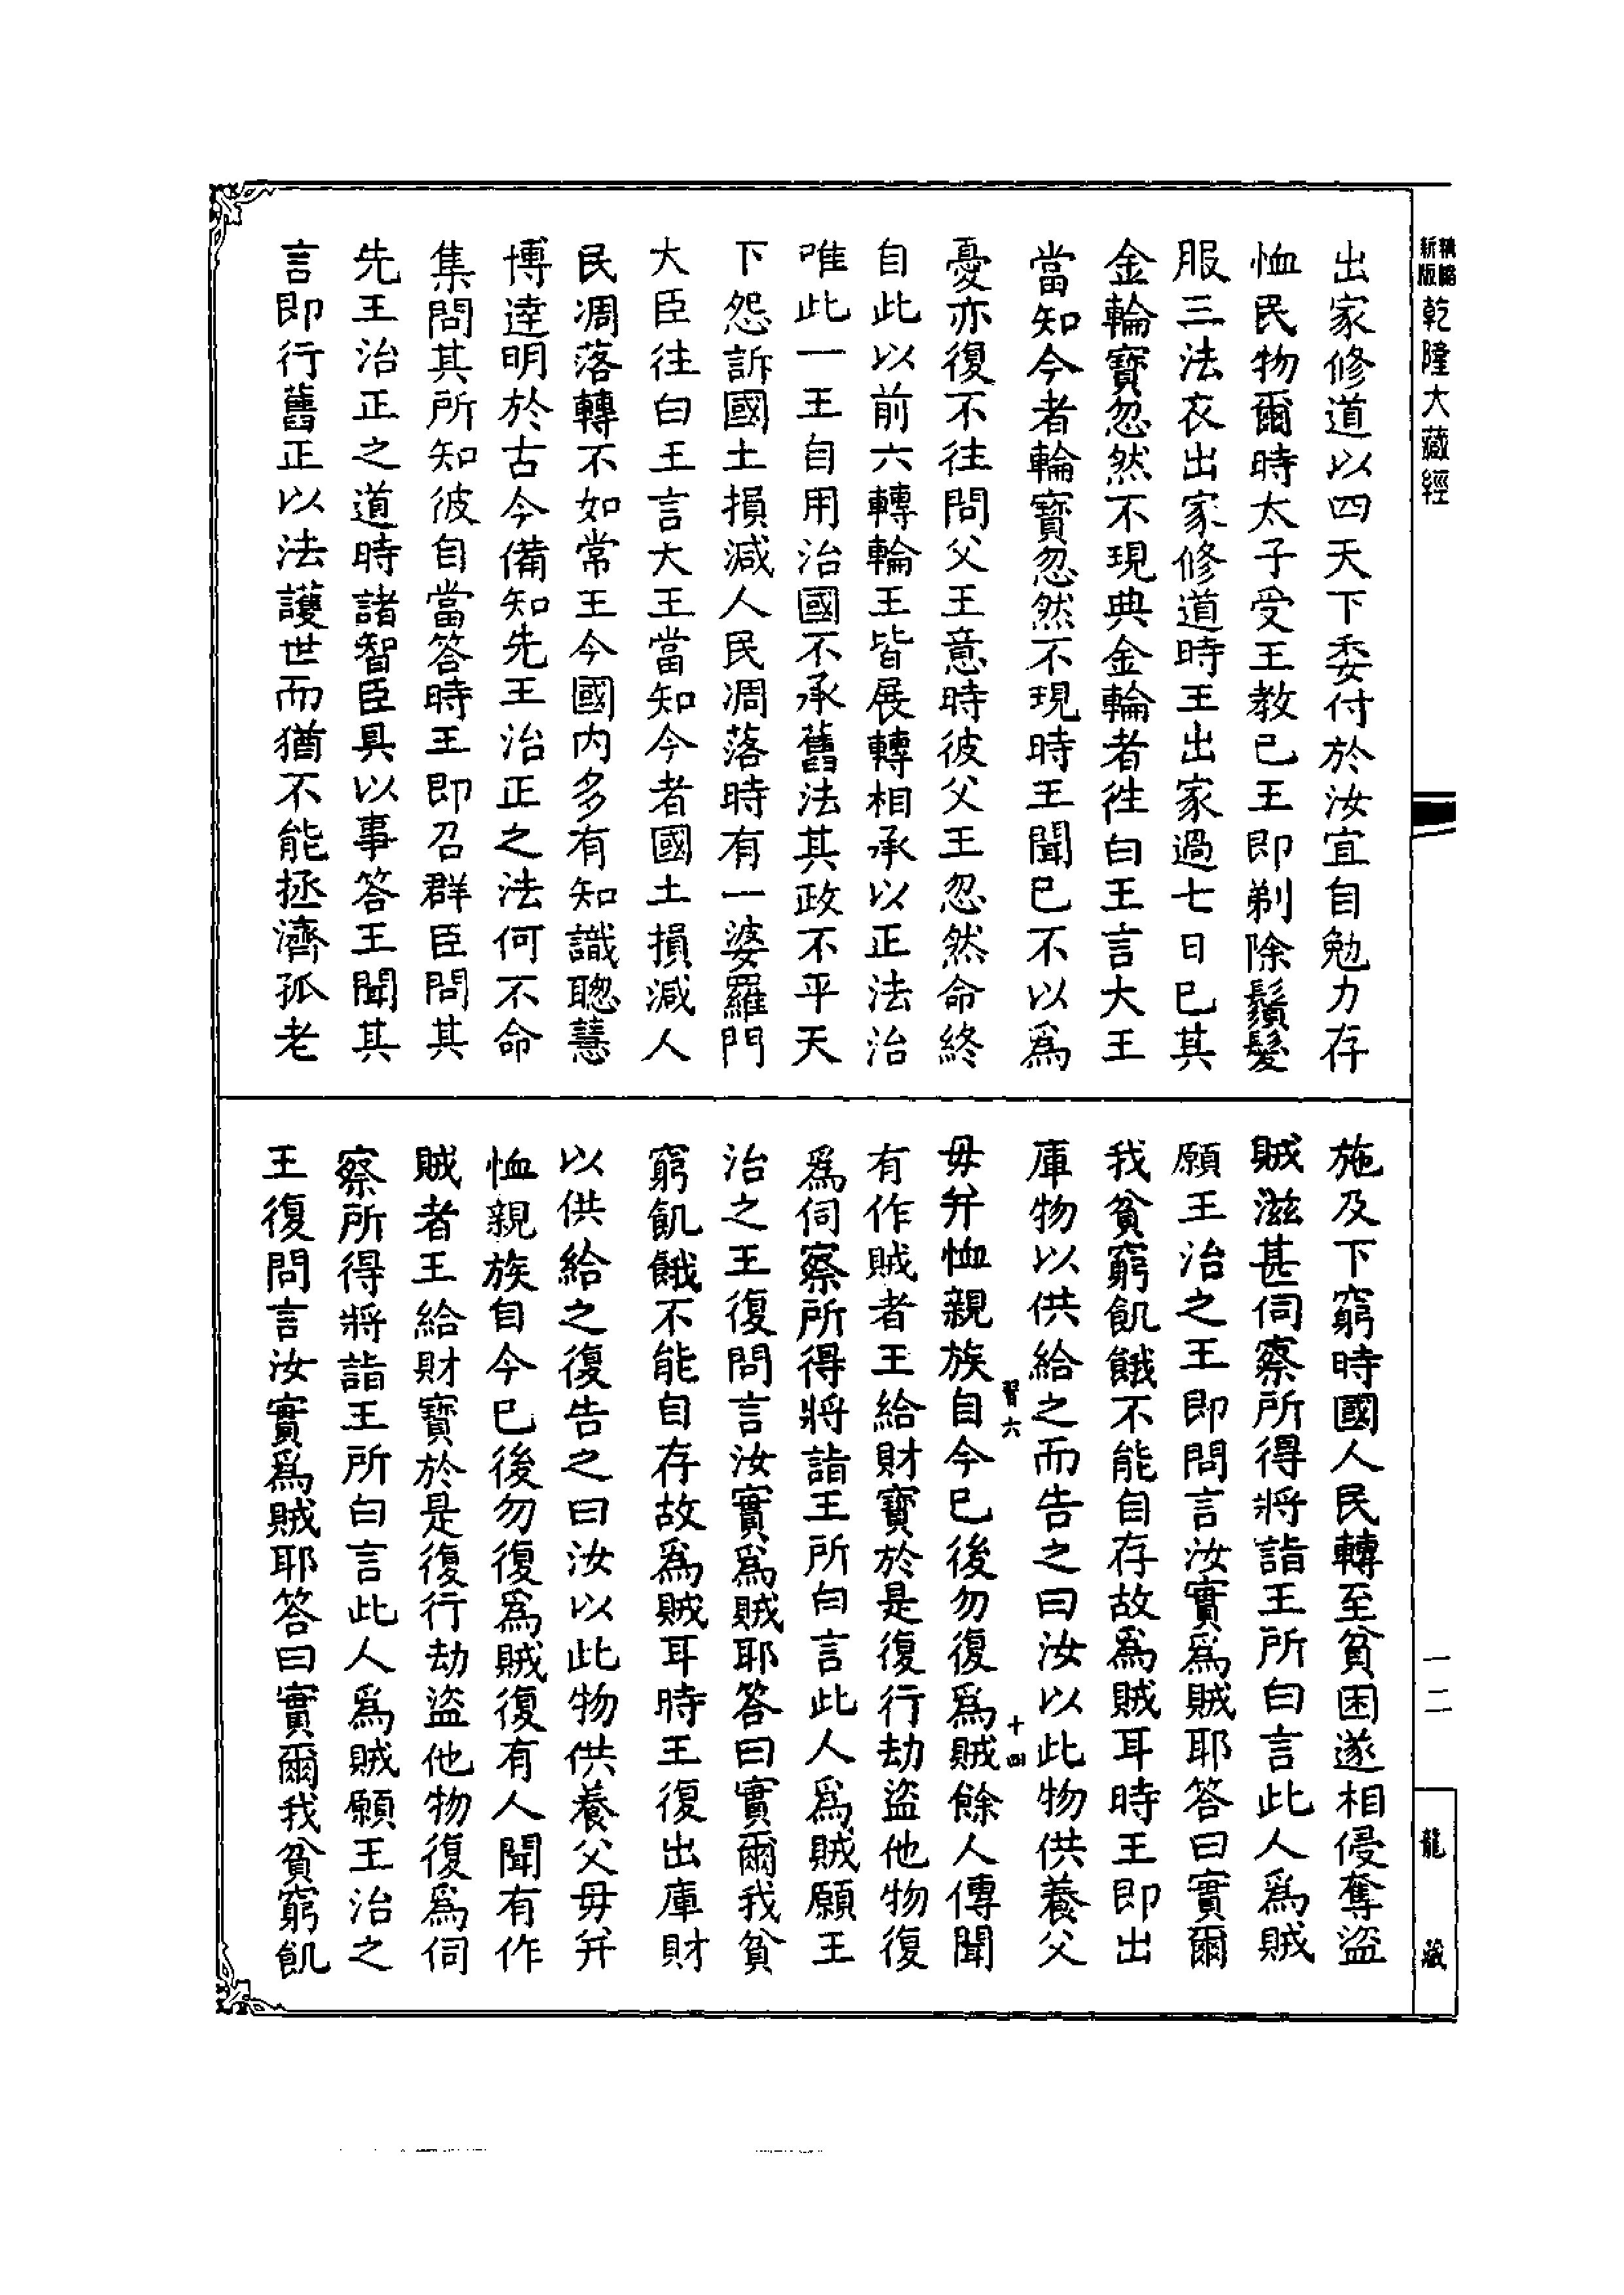 新版 精縮 乾隆大藏經
出家修道以四天下委付於汝宜自勉力存
恤民物爾時太子受王教已王即剃除鬚髮
服三法衣出家修道時王出家過七日已其
金輪寶忽然不現典金輪者徃白王言大王
當知今者輪寶忽然不現時王聞已不以爲
憂亦復不往問父王意時彼父王忽然命終
自此以前六轉輪王皆展轉相承以正法治
唯此一王自用治國不承舊法其政不平天
下怨訴國土損減人民凋落時有一婆羅門
大臣往白王言大王當知今者國土損減人
民凋落轉不如常王今國内多有知識聰慧
博達明於古今備知先王治正之法何不命
集問其所知彼自當答時王即召群臣問其
先王治正之道時諸智臣具以事答王聞其
言即行舊正以法護世而猶不能拯濟孤老
施及下窮時國人民轉至貧困遂相侵奪盜
賊滋甚伺察所得將詣王所白言此人爲賊
願王治之王即問言汝實爲賊耶答曰實爾
我貧窮飢餓不能自存故爲賊耳時王即出
庫物以供給之而告之曰汝以此物供養父
習六 十四
毋并恤親族自今已後勿復爲賊餘人傳聞
有作賊者王給財寶於是復行劫盜他物復
爲伺察所得將詣王所白言此人爲賊願王
治之王復問言汝實爲賊耶答曰實爾我貧
窮飢餓不能自存故爲賊耳時王復出庫財
以供給之復告之曰汝以此物供養父毋并
恤親族自今已後勿復爲賊復有人聞有作
賊者王給財寶於是復行劫盜他物復爲伺
察所得將詣王所白言此人爲賊願王治之
王復問言汝實爲賊耶答曰實爾我貧窮飢
一二
龍藏